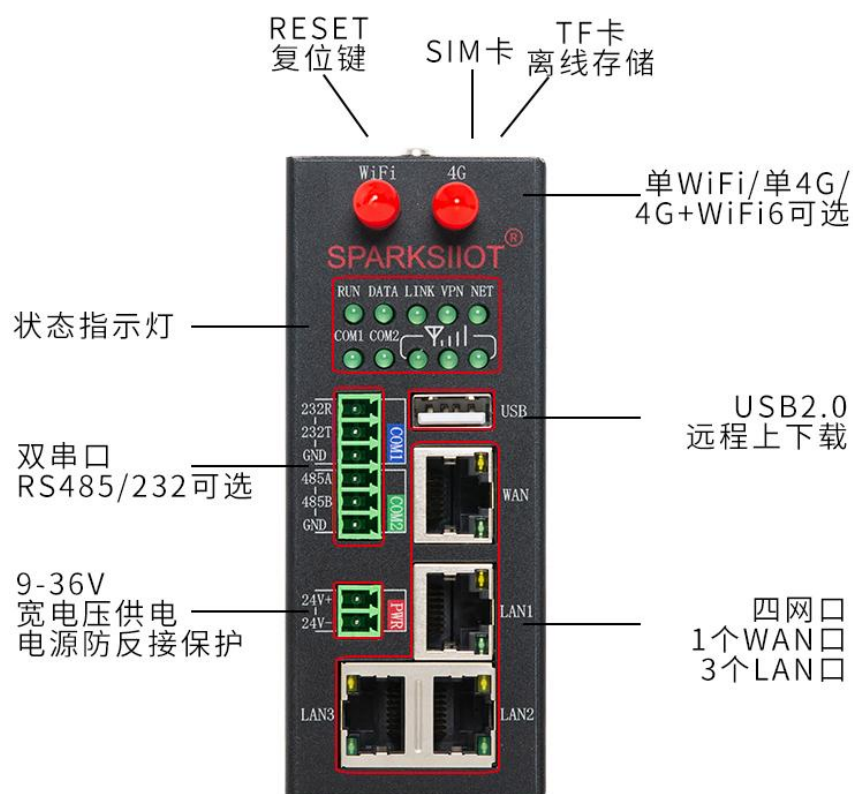 RESET
复位键
SIM卡
TF卡
离线存储
WiFi
4G
单WiFi/单4G/
4G+WiFi6可选
SPARKSIIOT®
RUN DATA LINK VPN NET
状态指示灯
COM1 COM2
232R
232T
GND
COM1
485A
485B
GND
COM2
USB
USB2.0
远程上下载
双串口
RS485/232可选
WAN
9-36V
宽电压供电
电源防反接保护
24V+
24V-
PWR
LAN1
四网口
1个WAN口
3个LAN口
LAN3
LAN2